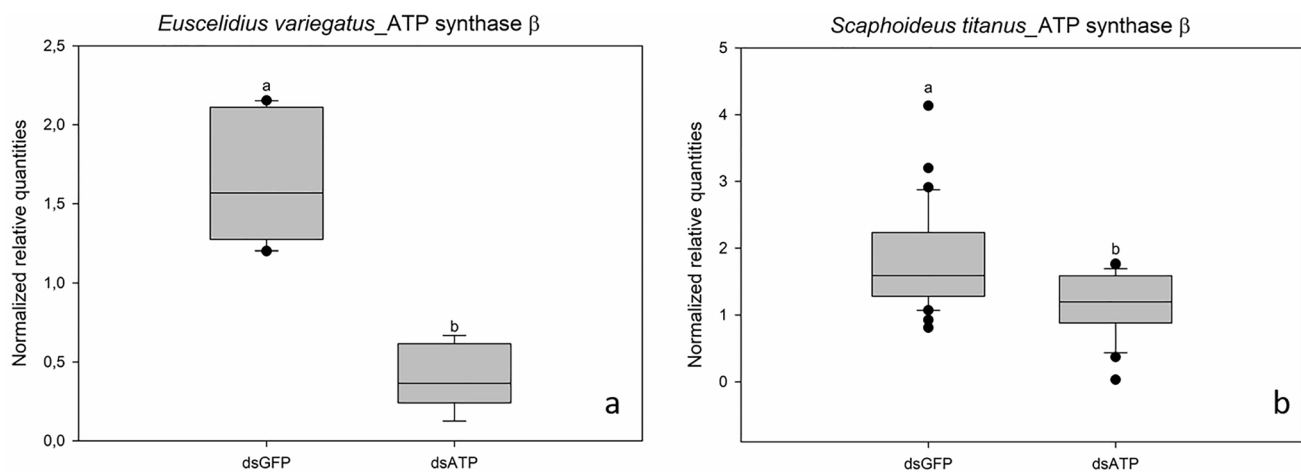 Euscelidius variegatus_ATP synthase β
Normalized relative quantities
2,5
2,0
1,5
1,0
0,5
0,0
a
b
dsGFP
dsATP
a
Scaphoideus titanus_ATP synthase β
Normalized relative quantities
5
4
3
2
1
0
a
b
dsGFP
dsATP
b